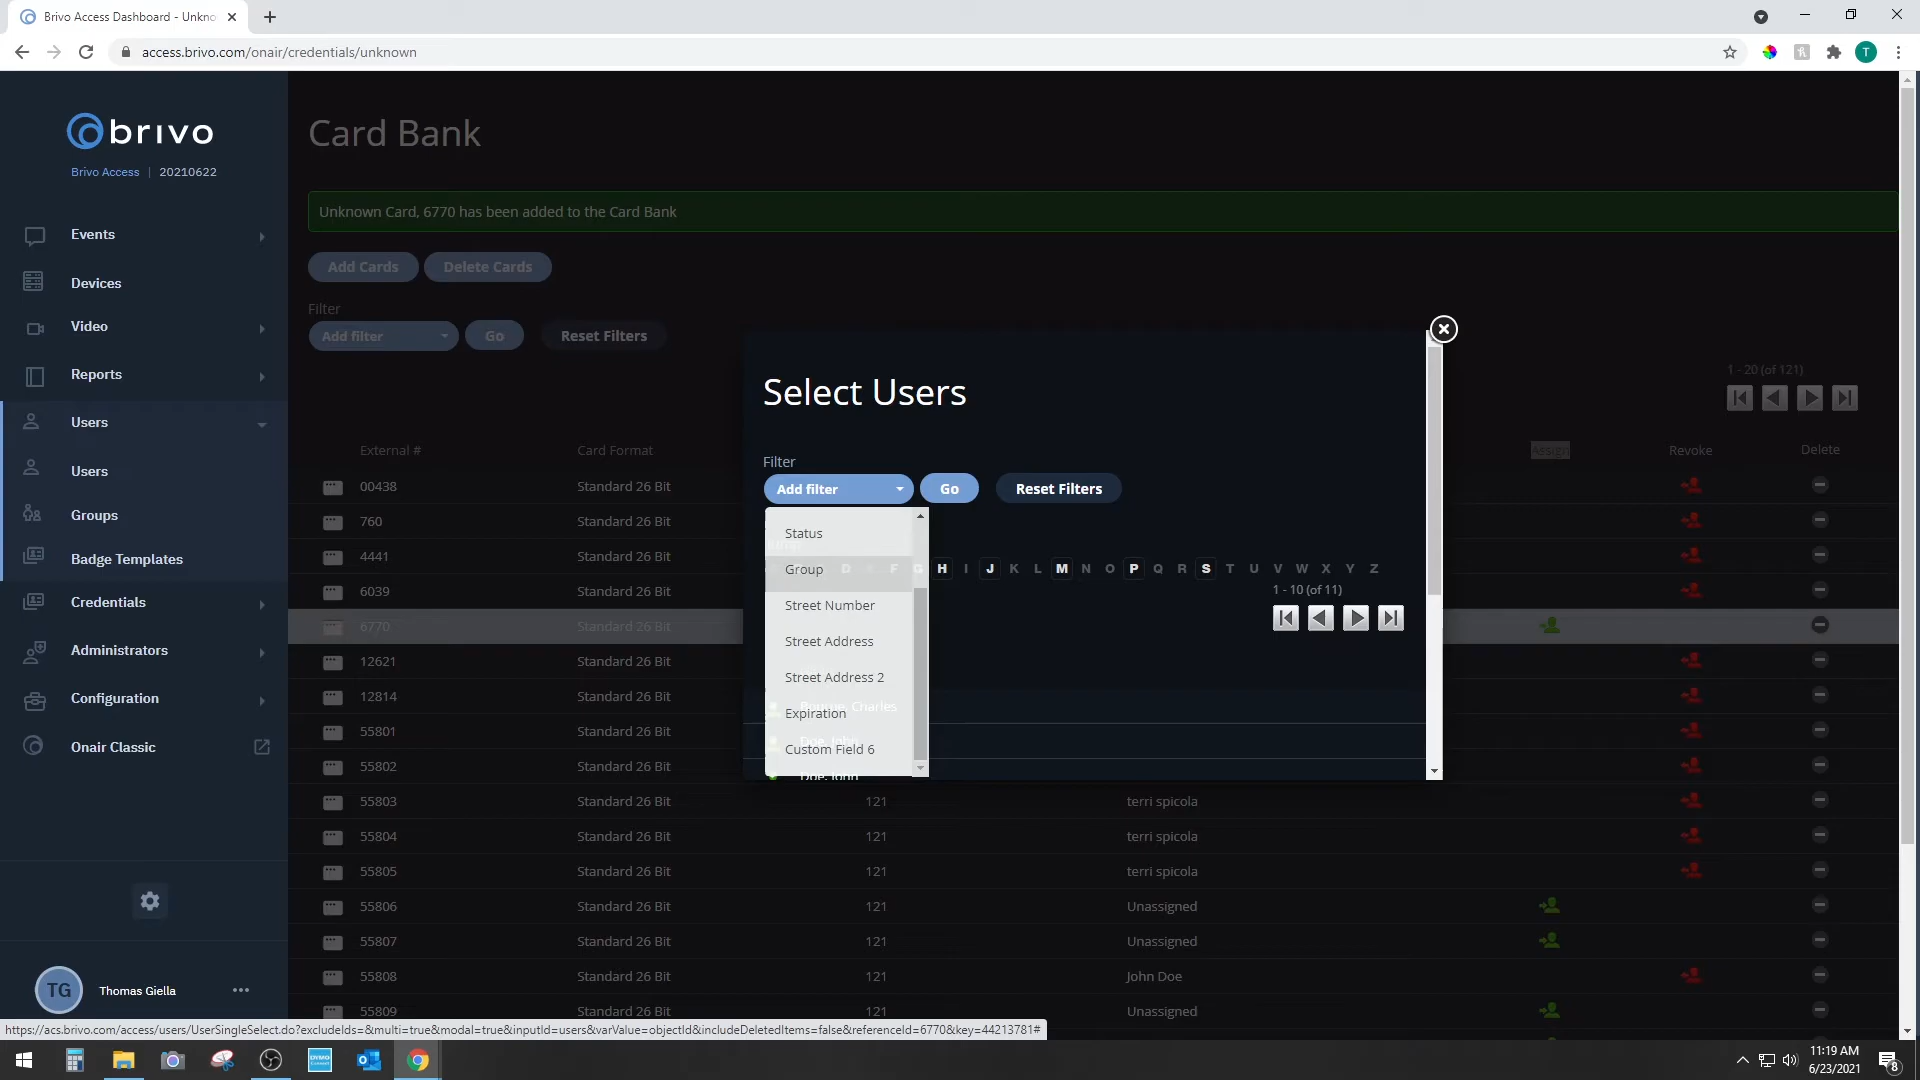 Brivo Access Dashboard - Unkno
access.brivo.com/onair/credentials/unknown
T
brivo
Brivo Access | 20210622
Events
Devices
Video
Reports
Users
Users
Groups
Badge Templates
Credentials
Administrators
Configuration
Onair Classic
TG Thomas Giella
Card Bank
Unknown Card, 6770 has been added to the Card Bank
Add Cards Delete Cards
Filter
Add filter Go Reset Filters
1 - 20 (of 121)
External # Card Format Assign Revoke Delete
00438 Standard 26 Bit
760 Standard 26 Bit
4441 Standard 26 Bit
6039 Standard 26 Bit
6770 Standard 26 Bit
12621 Standard 26 Bit
12814 Standard 26 Bit
55801 Standard 26 Bit
55802 Standard 26 Bit
55803 Standard 26 Bit 121 terri spicola
55804 Standard 26 Bit 121 terri spicola
55805 Standard 26 Bit 121 terri spicola
55806 Standard 26 Bit 121 Unassigned
55807 Standard 26 Bit 121 Unassigned
55808 Standard 26 Bit 121 John Doe
55809 Standard 26 Bit 121 Unassigned
Select Users
Filter
Add filter Go Reset Filters
Status
Group
Street Number
Street Address
Street Address 2
Expiration
Custom Field 6
D F G H I J K L M N O P Q R S T U V W X Y Z
1 - 10 (of 11)
Bourne, Charles
Doe, John
Doe, John
https://acs.brivo.com/access/users/UserSingleSelect.do?excludeIds=&multi=true&modal=true&inputId=users&varValue=objectId&includeDeletedItems=false&referenceId=6770&key=44213781#
11:19 AM
6/23/2021
8